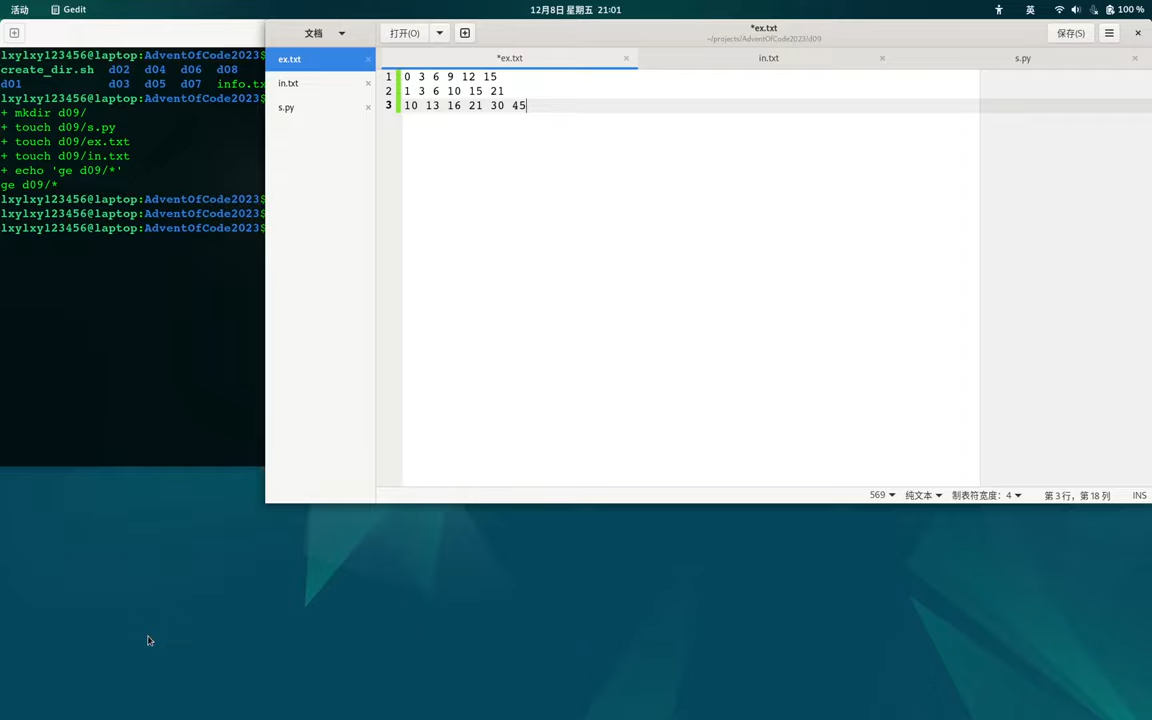 活动 Gedit 12月8日 星期五 21:01 英 100 %
文档 打开(O) *ex.txt 保存(S)
~/projects/AdventOfCode2023/d09
lxylxy123456@laptop:AdventOfCode2023$
create_dir.sh d02 d04 d06 d08
d01 d03 d05 d07 info.tx
lxylxy123456@laptop:AdventOfCode2023$
+ mkdir d09/
+ touch d09/s.py
+ touch d09/ex.txt
+ touch d09/in.txt
+ echo 'ge d09/*'
ge d09/*
lxylxy123456@laptop:AdventOfCode2023$
lxylxy123456@laptop:AdventOfCode2023$
lxylxy123456@laptop:AdventOfCode2023$
ex.txt
in.txt
s.py
*ex.txt in.txt s.py
1 0 3 6 9 12 15
2 1 3 6 10 15 21
3 10 13 16 21 30 45
569 纯文本 制表符宽度：4 第 3 行，第 18 列 INS